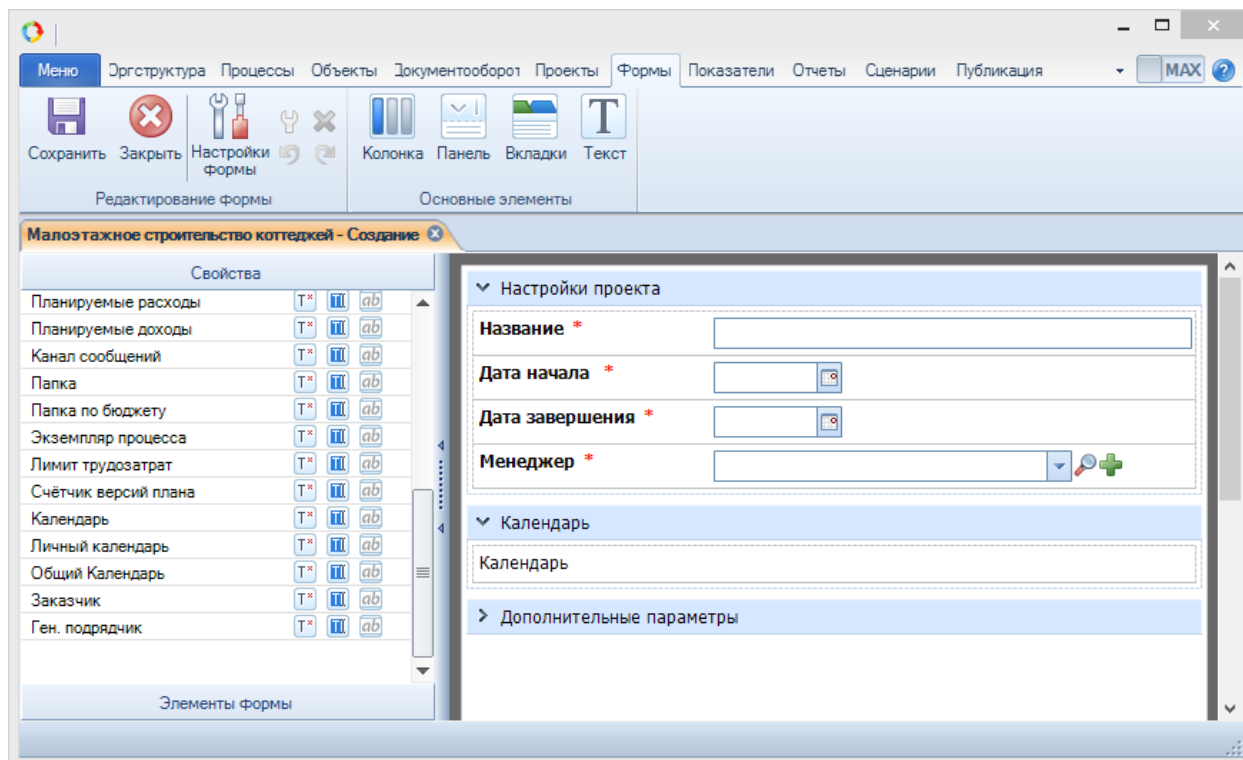 Меню Оргструктура Процессы Объекты Документооборот Проекты Формы Показатели Отчеты Сценарии Публикация MAX ?
Сохранить Закрыть Настройки формы Колонка Панель Вкладки Текст
Редактирование формы Основные элементы
Малоэтажное строительство коттеджей - Создание
Свойства
Планируемые расходы
Планируемые доходы
Канал сообщений
Папка
Папка по бюджету
Экземпляр процесса
Лимит трудозатрат
Счётчик версий плана
Календарь
Личный календарь
Общий Календарь
Заказчик
Ген. подрядчик
Элементы формы
Настройки проекта
Название *
Дата начала *
Дата завершения *
Менеджер *
Календарь
Календарь
Дополнительные параметры